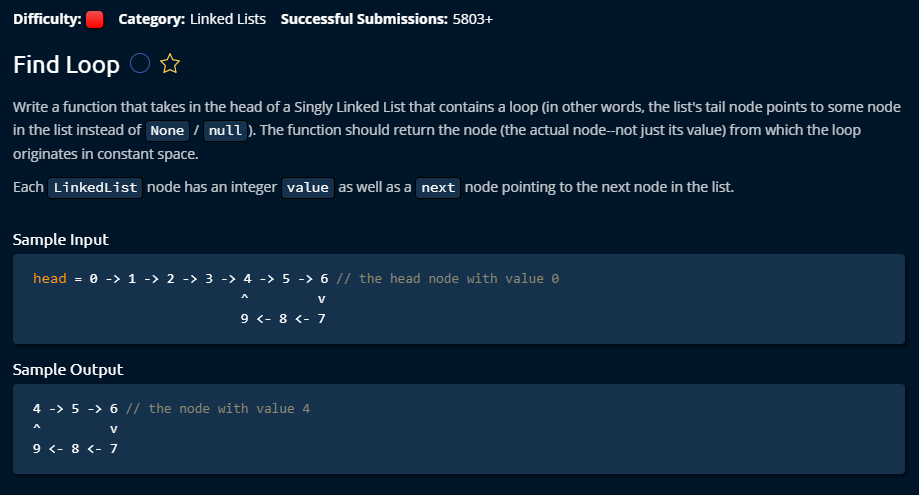 Difficulty: Category: Linked Lists Successful Submissions: 5803+
Find Loop
Write a function that takes in the head of a Singly Linked List that contains a loop (in other words, the list's tail node points to some node
in the list instead of None / null ). The function should return the node (the actual node--not just its value) from which the loop
originates in constant space.
Each LinkedList node has an integer value as well as a next node pointing to the next node in the list.
Sample Input
head = 0 -> 1 -> 2 -> 3 -> 4 -> 5 -> 6 // the head node with value 0
^ v
9 <- 8 <- 7
Sample Output
4 -> 5 -> 6 // the node with value 4
^ v
9 <- 8 <- 7